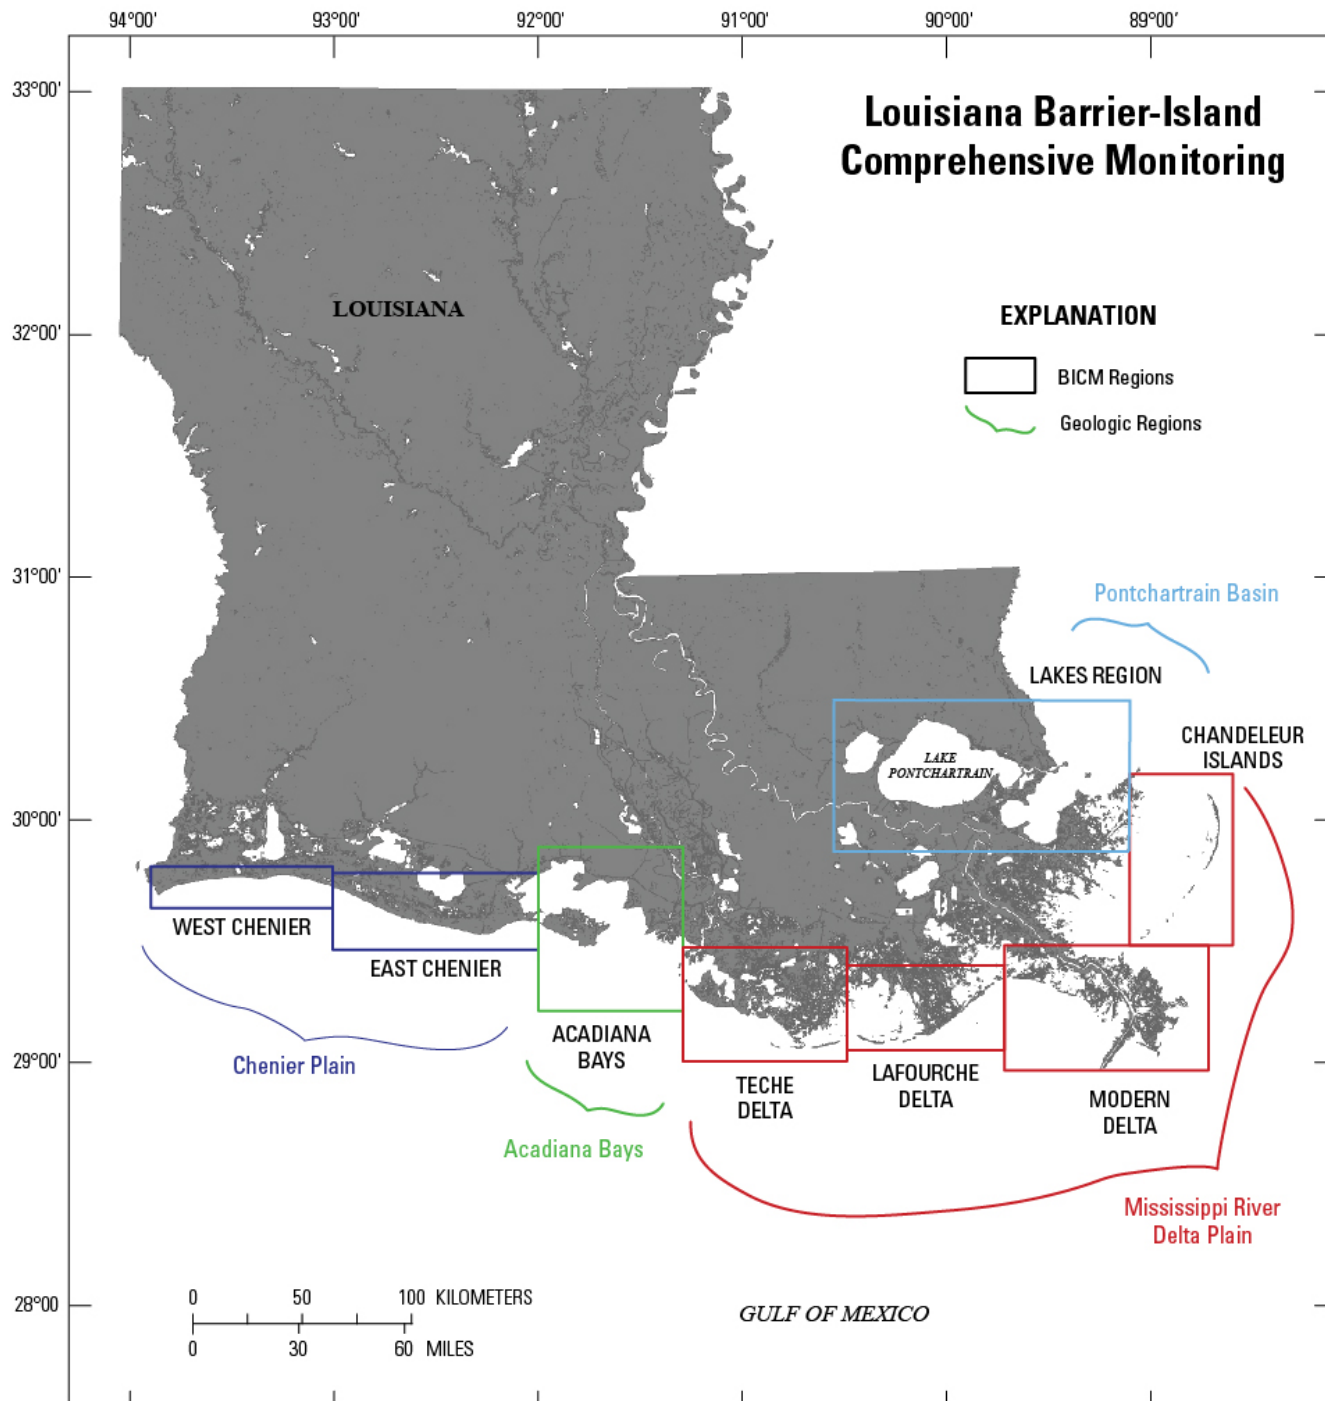 94°00'
93°00'
92°00'
91°00'
90°00'
89°00'
33°00'
Louisiana Barrier-Island
Comprehensive Monitoring
LOUISIANA
EXPLANATION
32°00'
BICM Regions
Geologic Regions
31°00'
Pontchartrain Basin
LAKES REGION
CHANDELEUR
ISLANDS
LAKE
PONTCHARTRAIN
30°00'
WEST CHENIER
EAST CHENIER
ACADIANA
BAYS
29°00'
Chenier Plain
TECHE
DELTA
LAFOURCHE
DELTA
MODERN
DELTA
Acadiana Bays
Mississippi River
Delta Plain
28°00
0 50 100 KILOMETERS
0 30 60 MILES
GULF OF MEXICO